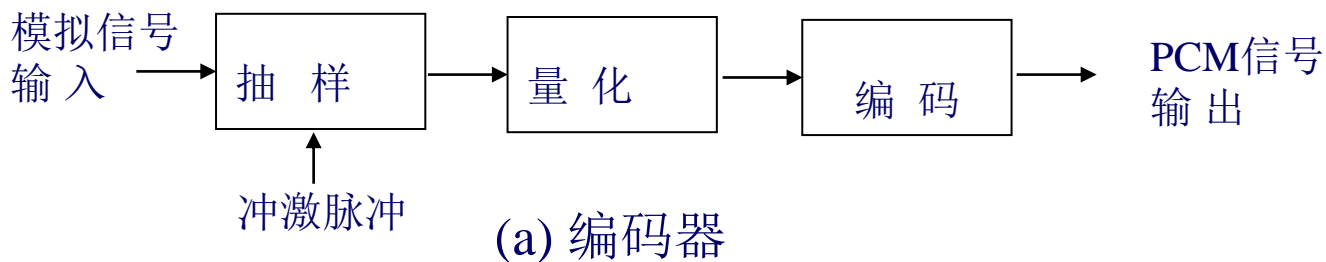 模拟信号
输 入
抽 样
量 化
编 码
PCM信号
输 出
冲激脉冲
(a) 编码器